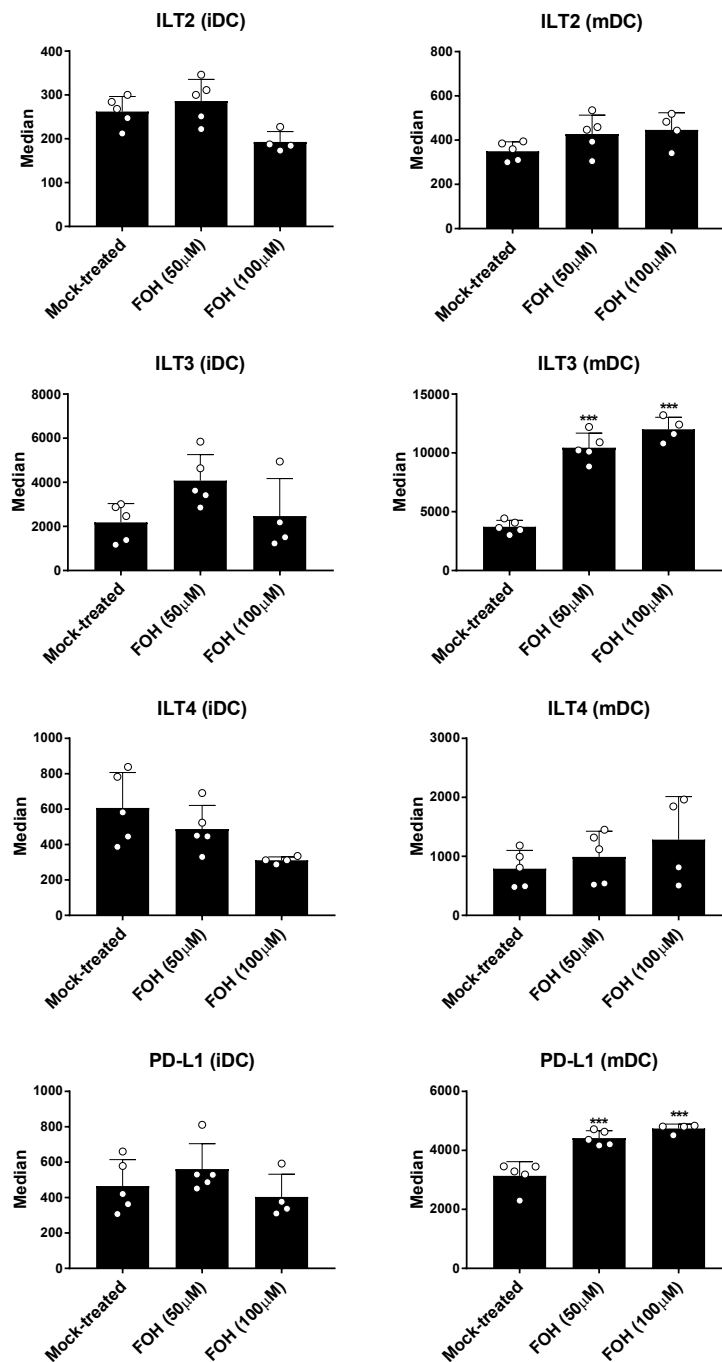 ILT2 (iDC)
Median
400
300
200
100
0
Mock-treated
FOH (50μM)
FOH (100μM)
ILT2 (mDC)
Median
800
600
400
200
0
Mock-treated
FOH (50μM)
FOH (100μM)
ILT3 (iDC)
Median
8000
6000
4000
2000
0
Mock-treated
FOH (50μM)
FOH (100μM)
ILT3 (mDC)
Median
15000
10000
5000
0
***
***
Mock-treated
FOH (50μM)
FOH (100μM)
ILT4 (iDC)
Median
1000
800
600
400
200
0
Mock-treated
FOH (50μM)
FOH (100μM)
ILT4 (mDC)
Median
3000
2000
1000
0
Mock-treated
FOH (50μM)
FOH (100μM)
PD-L1 (iDC)
Median
1000
800
600
400
200
0
Mock-treated
FOH (50μM)
FOH (100μM)
PD-L1 (mDC)
Median
6000
4000
2000
0
***
***
Mock-treated
FOH (50μM)
FOH (100μM)